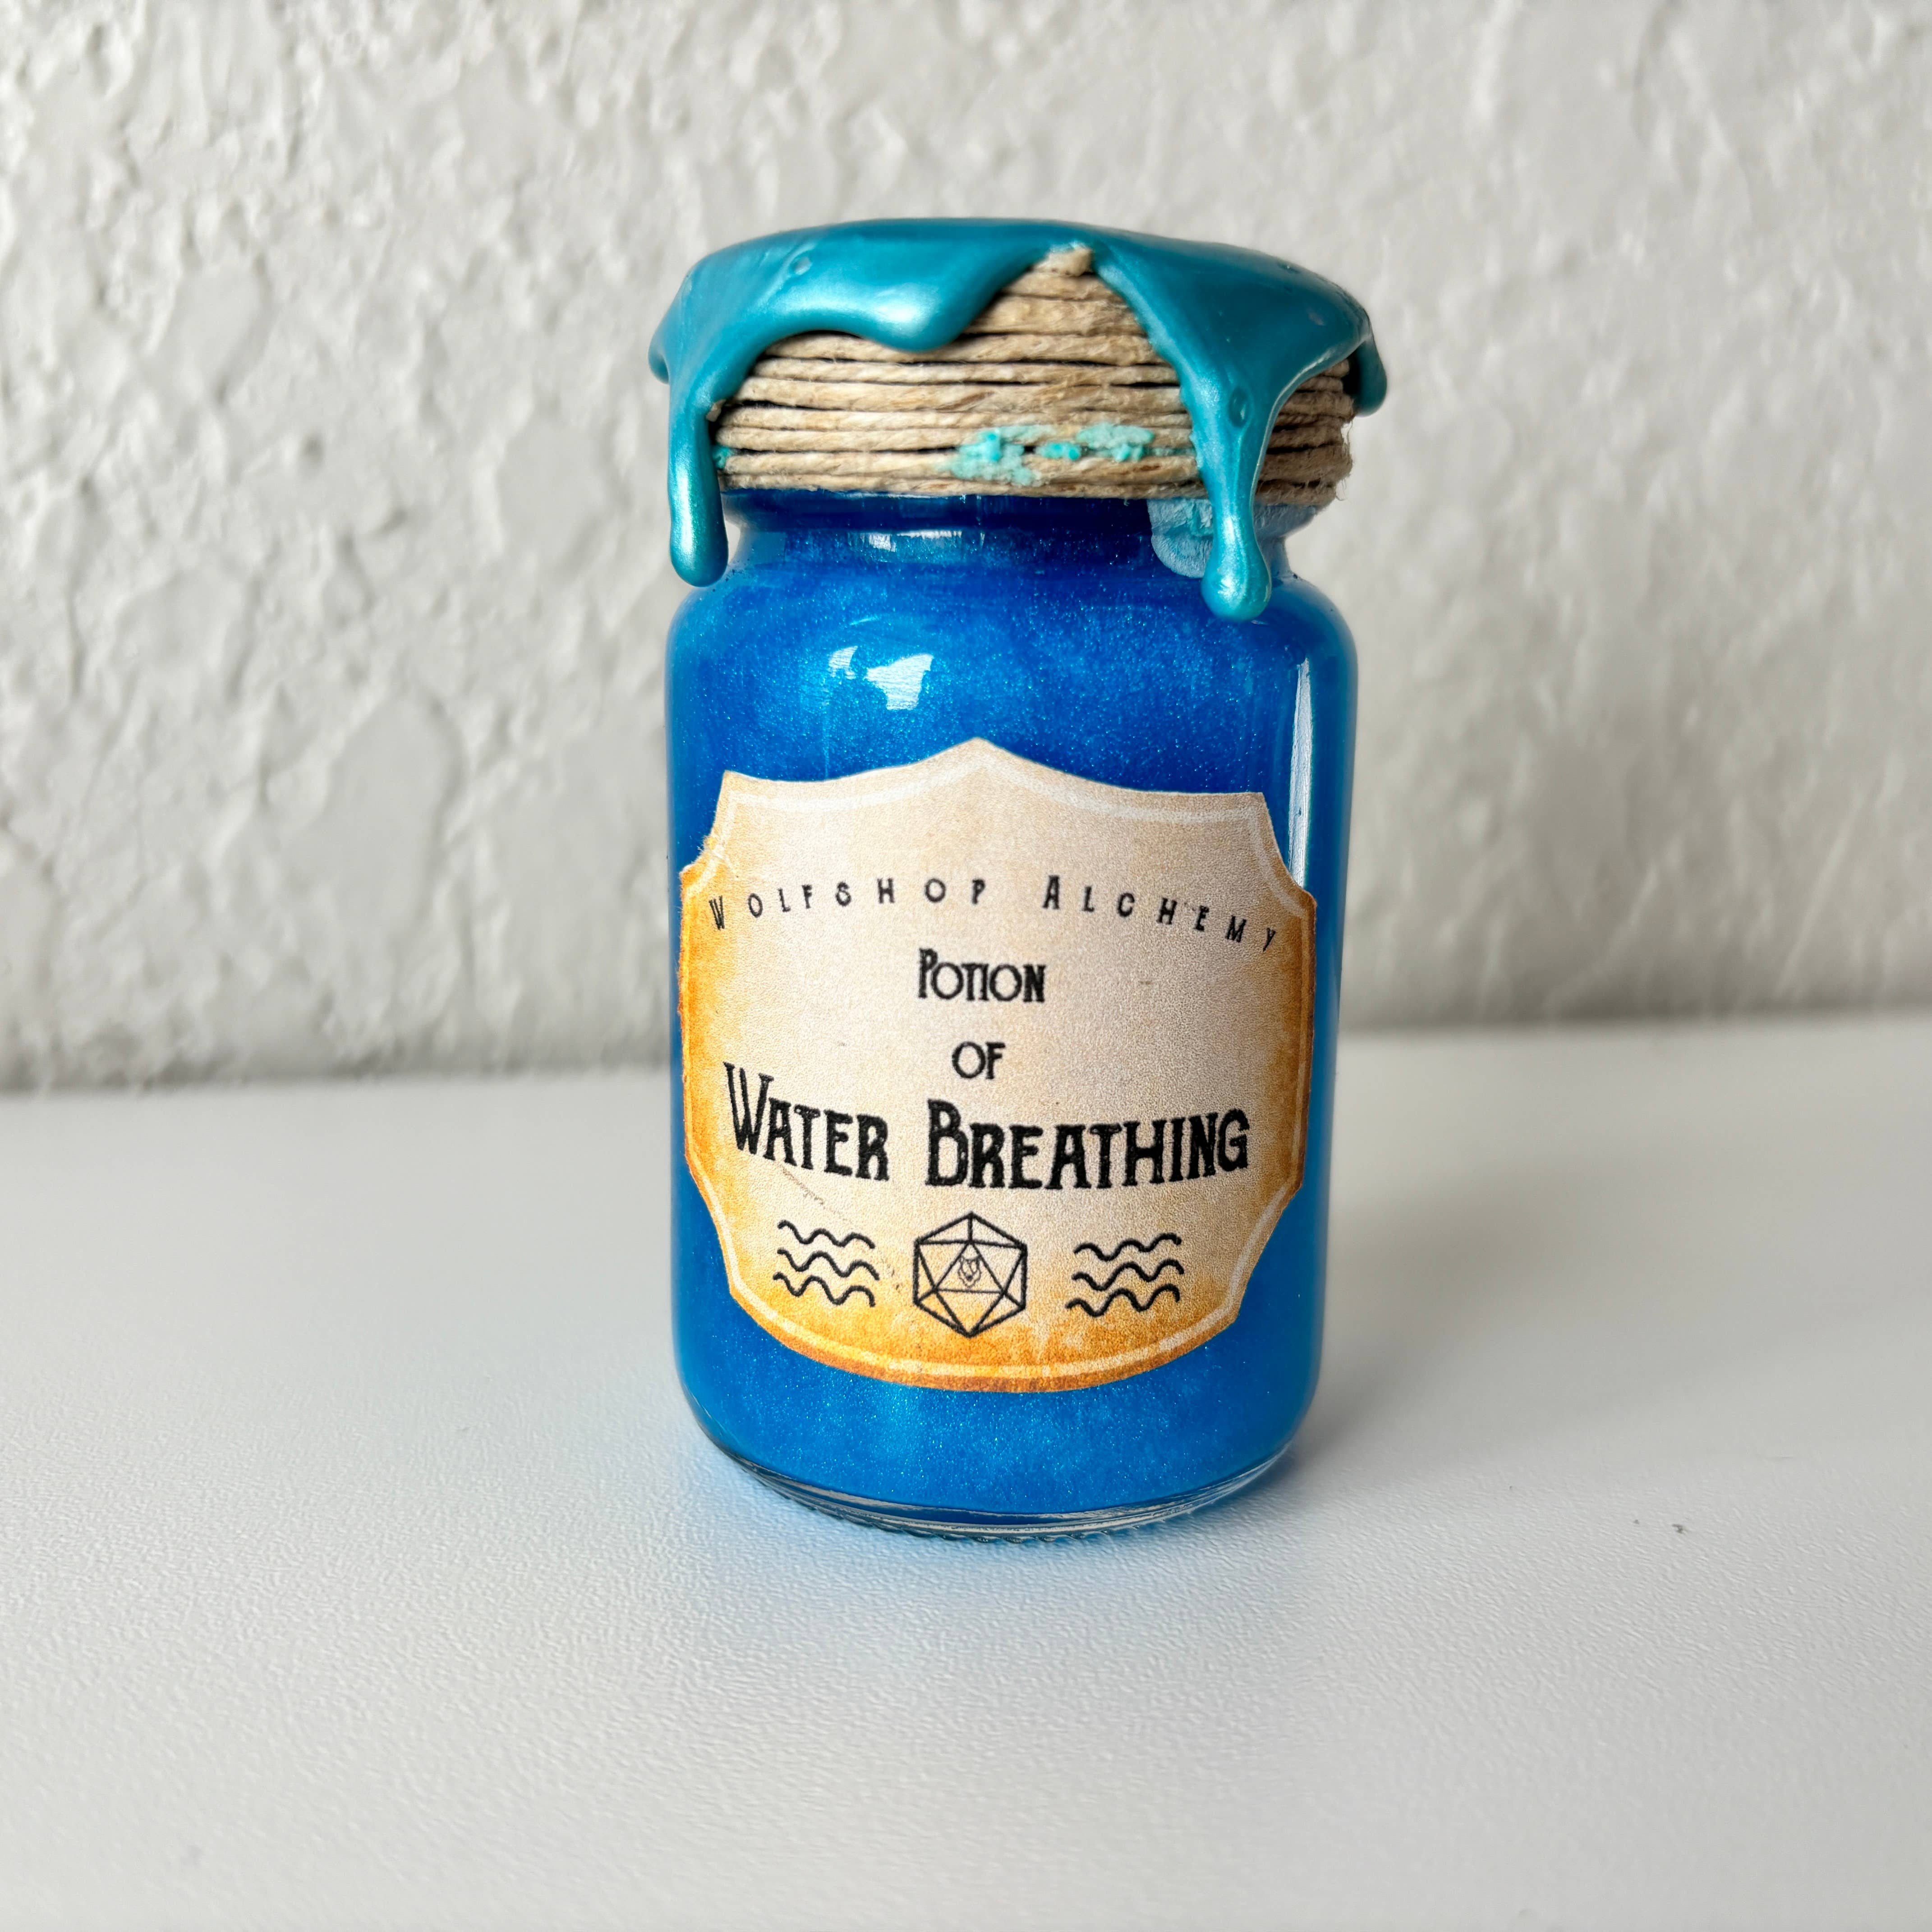 Wolfshop Alchemy
Potion
of
Water Breathing